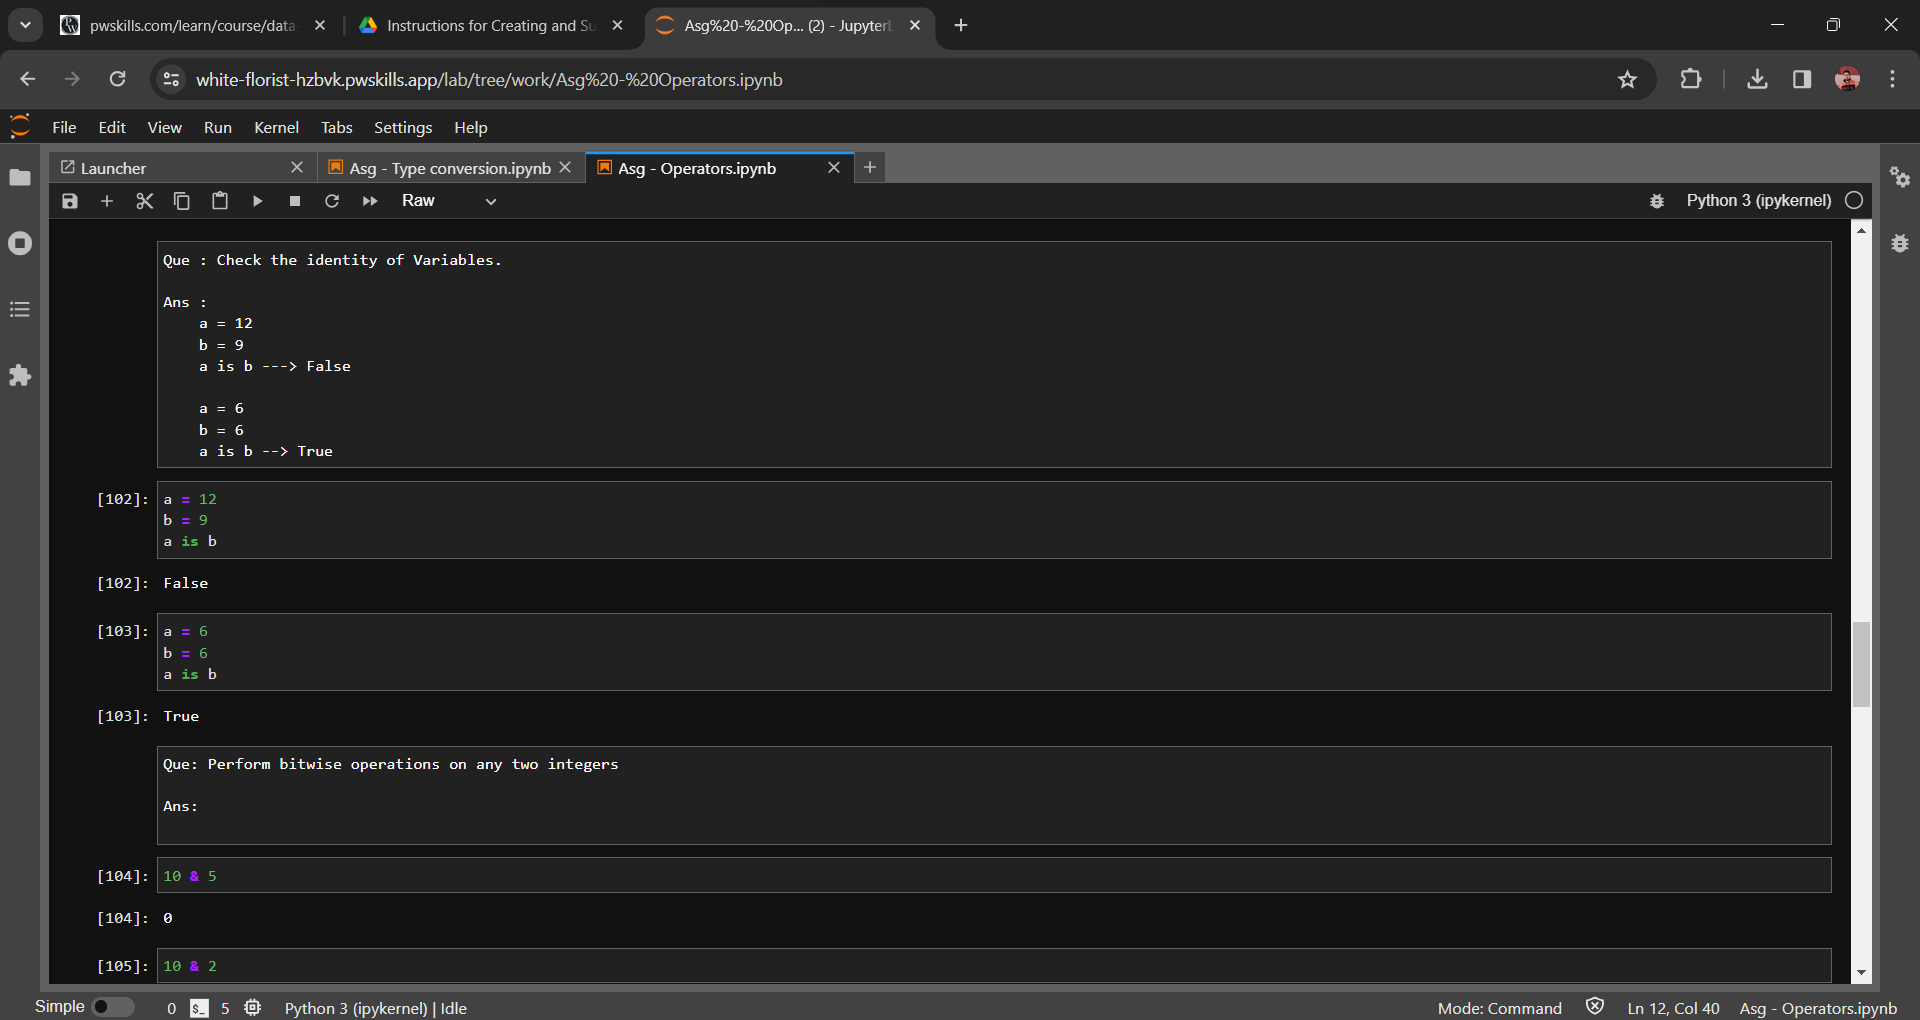 pwskills.com/learn/course/data-
Instructions for Creating and Su
Asg%20-%20Op... (2) - JupyterL
white-florist-hzbvk.pwskills.app/lab/tree/work/Asg%20-%20Operators.ipynb
File Edit View Run Kernel Tabs Settings Help
Launcher
Asg - Type conversion.ipynb
Asg - Operators.ipynb
Raw
Python 3 (ipykernel)
Que : Check the identity of Variables.
Ans :
a = 12
b = 9
a is b ---> False
a = 6
b = 6
a is b --> True
[102]: a = 12
b = 9
a is b
[102]: False
[103]: a = 6
b = 6
a is b
[103]: True
Que: Perform bitwise operations on any two integers
Ans:
[104]: 10 & 5
[104]: 0
[105]: 10 & 2
Simple 0 $_ 5 Python 3 (ipykernel) | Idle
Mode: Command Ln 12, Col 40 Asg - Operators.ipynb